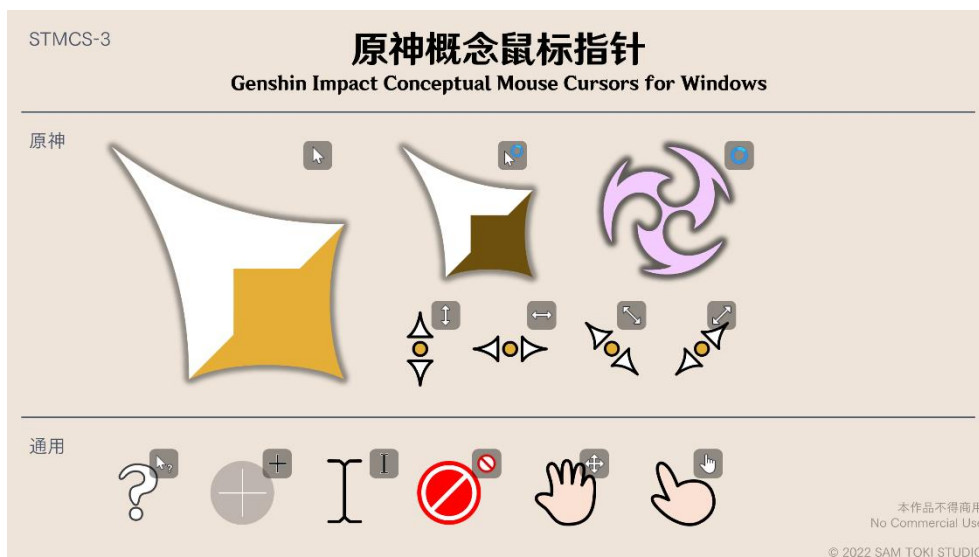 STMCS-3
原神概念鼠标指针
Genshin Impact Conceptual Mouse Cursors for Windows
原神
通用
本作品不得商用
No Commercial Use
© 2022 SAM TOKI STUDIO